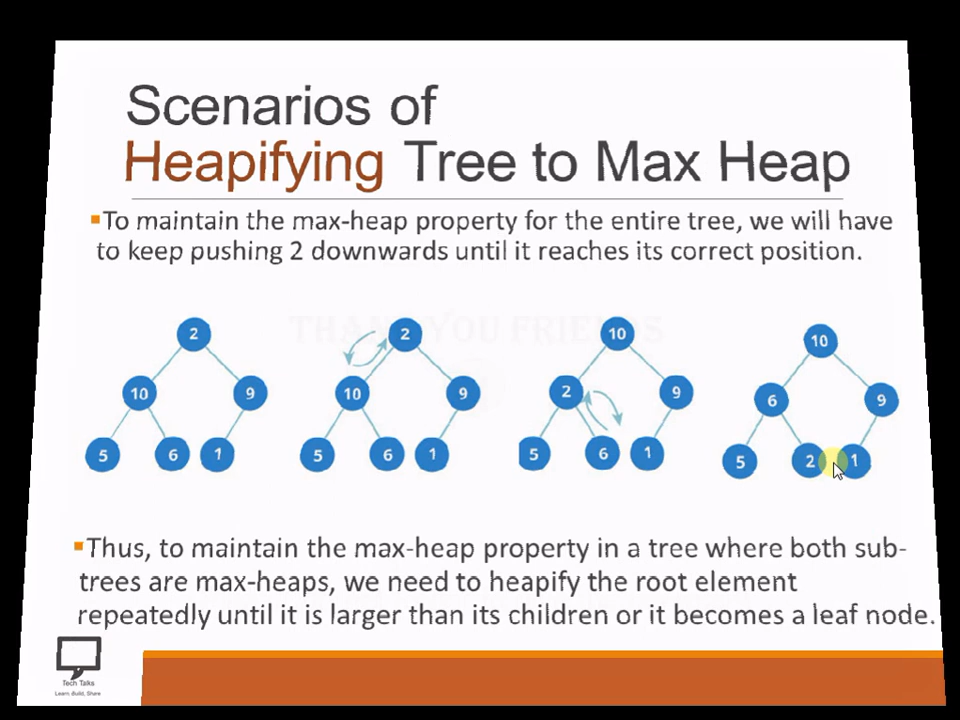 Scenarios of
Heapifying Tree to Max Heap
To maintain the max-heap property for the entire tree, we will have
to keep pushing 2 downwards until it reaches its correct position.
THANK YOU FRIENDS
2 2 10 10
10 9 10 9 2 9 6 9
5 6 1 5 6 1 5 6 1 5 2 1
Thus, to maintain the max-heap property in a tree where both sub-
trees are max-heaps, we need to heapify the root element
repeatedly until it is larger than its children or it becomes a leaf node.
Tech Talks
Learn. Build. Share